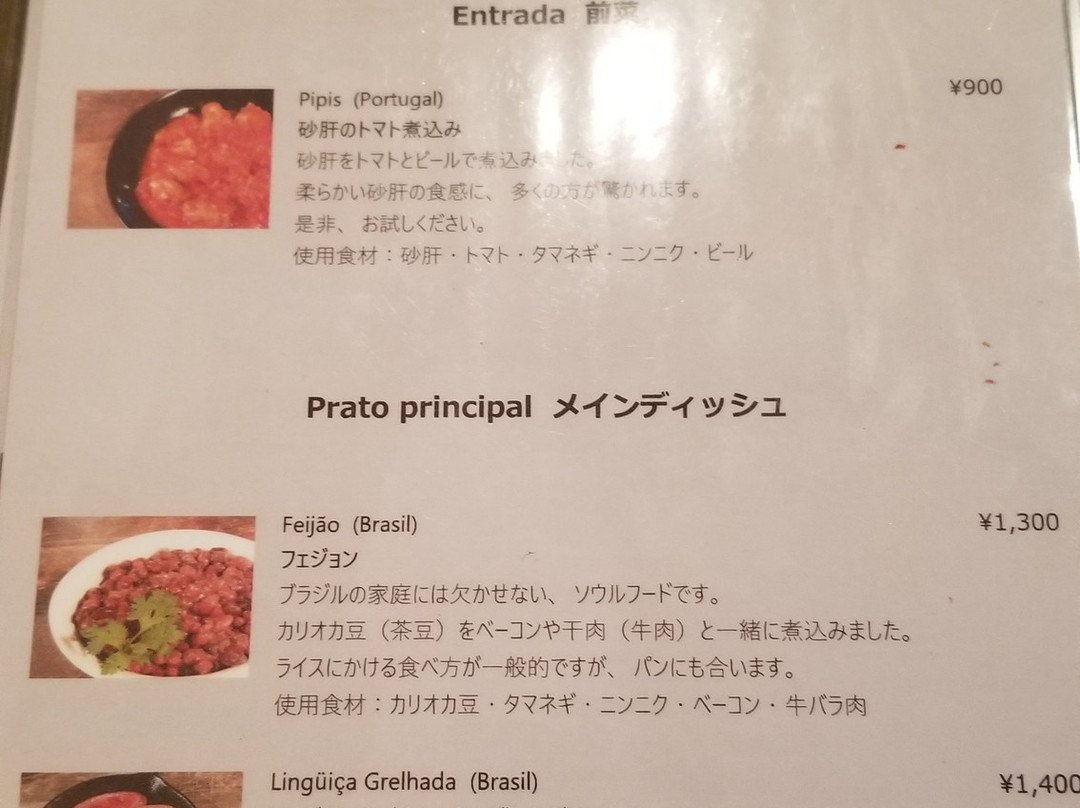 Entrada 前菜
Pipis (Portugal)
¥900
砂肝のトマト煮込み
砂肝をトマトとビールで煮込みました。
柔らかい砂肝の食感に、 多くの方が驚かれます。
是非、 お試しください。
使用食材：砂肝・トマト・タマネギ・ニンニク・ビール
Prato principal メインディッシュ
Feijão (Brasil)
¥1,300
フェジョン
ブラジルの家庭には欠かせない、 ソウルフードです。
カリオカ豆（茶豆）をベーコンや干肉（牛肉）と一緒に煮込みました。
ライスにかける食べ方が一般的ですが、 パンにも合います。
使用食材：カリオカ豆・タマネギ・ニンニク・ベーコン・牛バラ肉
Lingüiça Grelhada (Brasil)
¥1,400